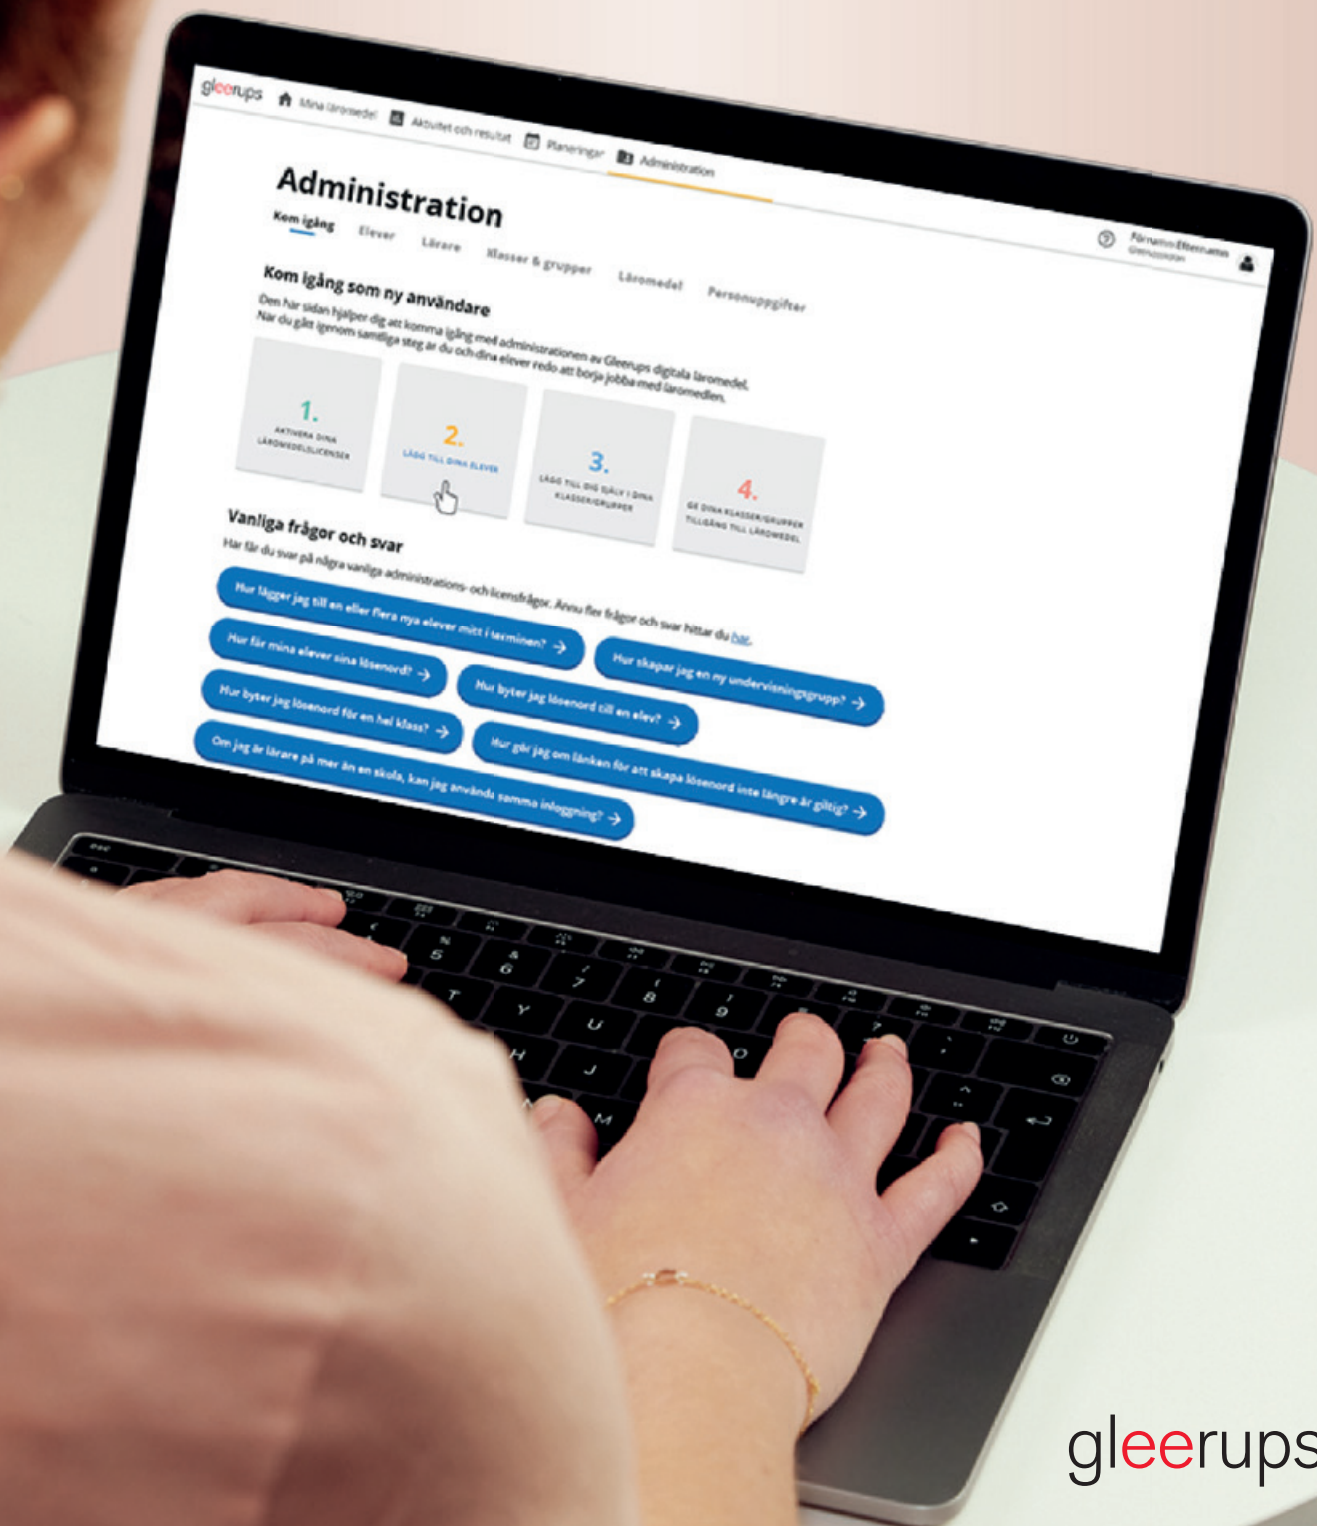 gleerups Mina läromedel Aktivitet och resultat Planeringar Administration
Förnamn Efternamn
Administration
Kom igång Elever Lärare Klasser & grupper Läromedel Personuppgifter
Kom igång som ny användare
Den här sidan hjälper dig att komma igång med administrationen av Gleerups digitala läromedel.
När du gått igenom samtliga steg är du och dina elever redo att börja jobba med läromedlen.
1.
AKTIVERA DINA
LÄROMEDELSLICENSER
2.
LÄGG TILL DINA ELEVER
3.
LÄGG TILL DIG SJÄLV I DINA
KLASSER/GRUPPER
4.
GE DINA KLASSER/GRUPPER
TILLGÅNG TILL LÄROMEDEL
Vanliga frågor och svar
Här får du svar på några vanliga administrations- och licensfrågor. Ännu fler frågor och svar hittar du här.
Hur lägger jag till en eller flera nya elever mitt i terminen? →
Hur skapar jag en ny undervisningsgrupp? →
Hur får mina elever sina lösenord? →
Hur byter jag lösenord till en elev? →
Hur byter jag lösenord för en hel klass? →
Hur gör jag om länken för att skapa lösenord inte längre är giltig? →
Om jag är lärare på mer än en skola, kan jag använda samma inloggning? →
esc
% & / ( ) = ?
5 6 7 8 9
T Y U O
H J
M
gleerups